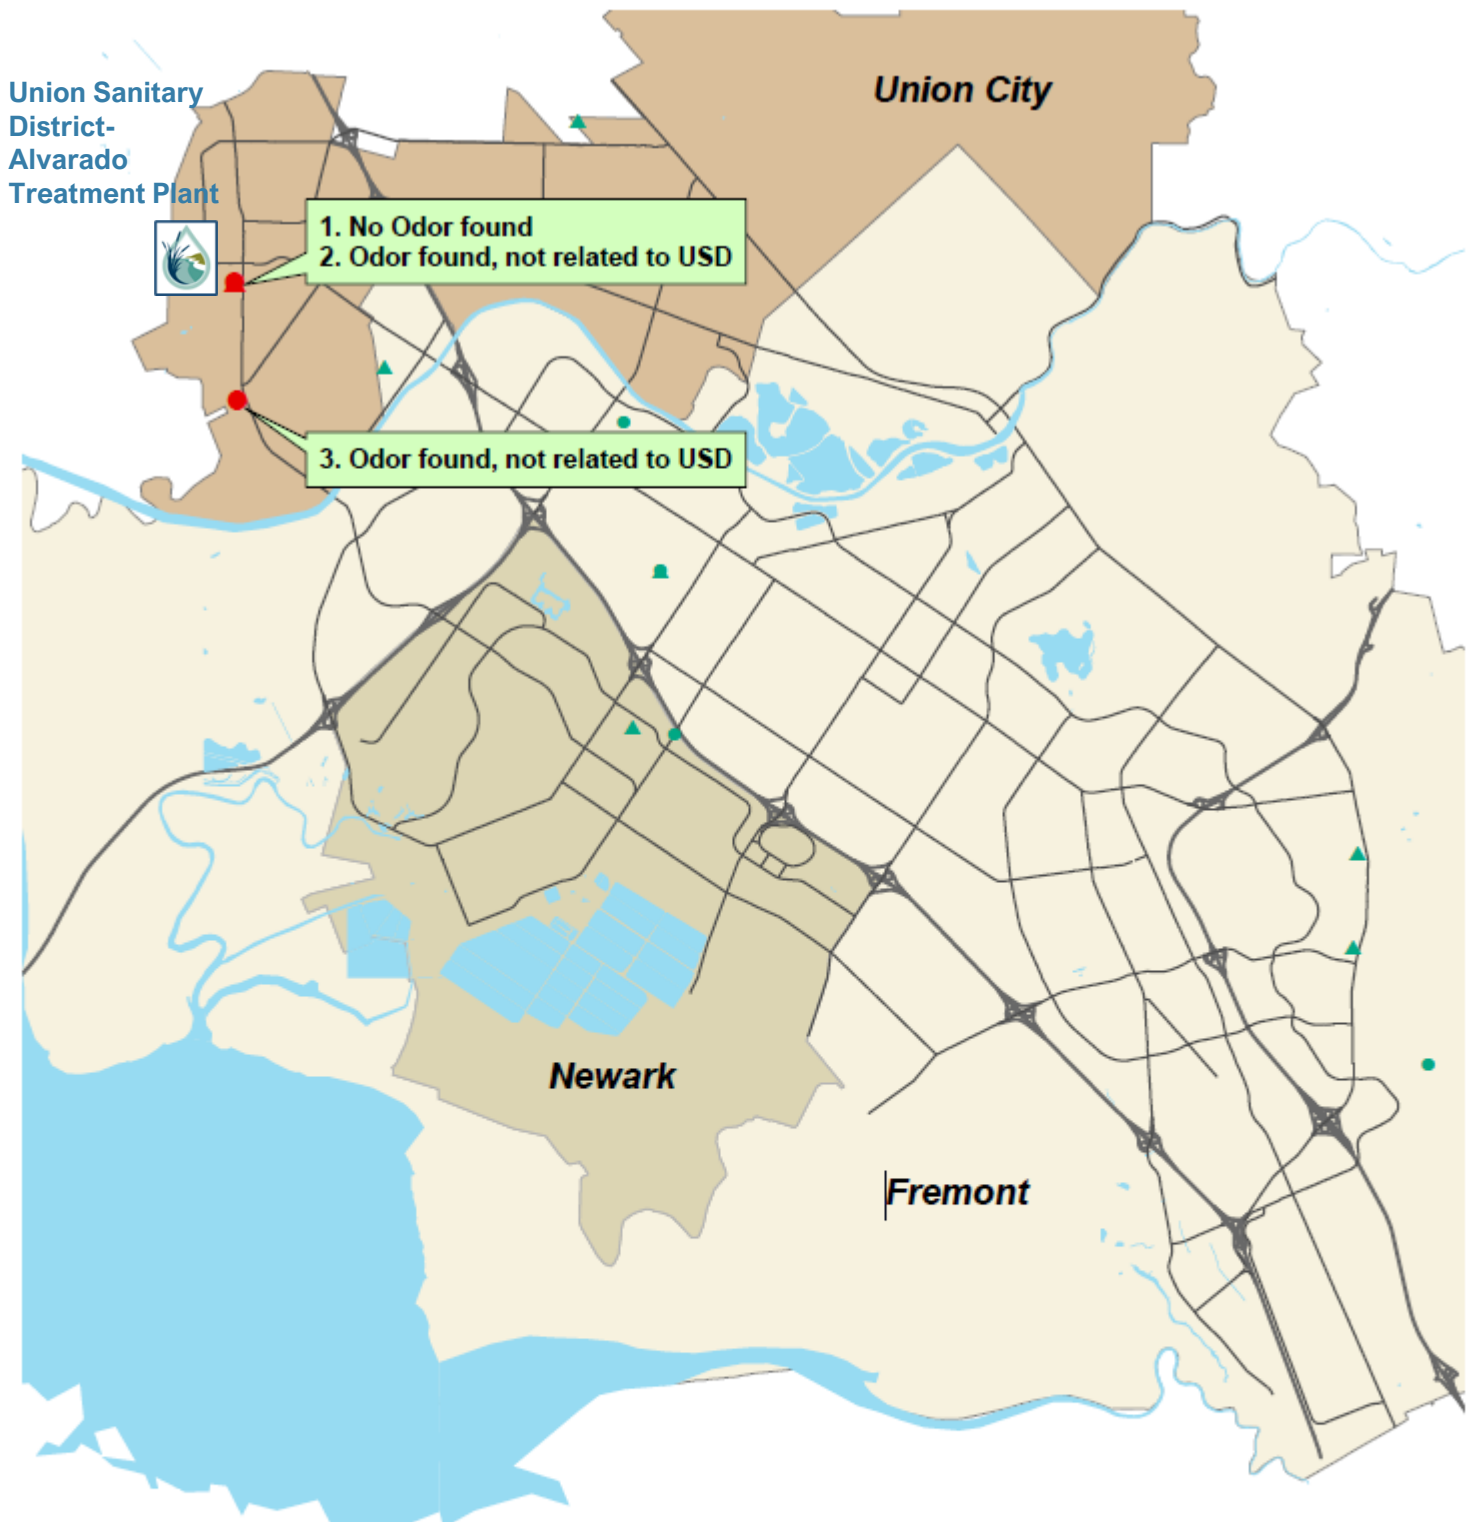 Union City
Union Sanitary
District-
Alvarado
Treatment Plant
1. No Odor found
2. Odor found, not related to USD
3. Odor found, not related to USD
Newark
Fremont